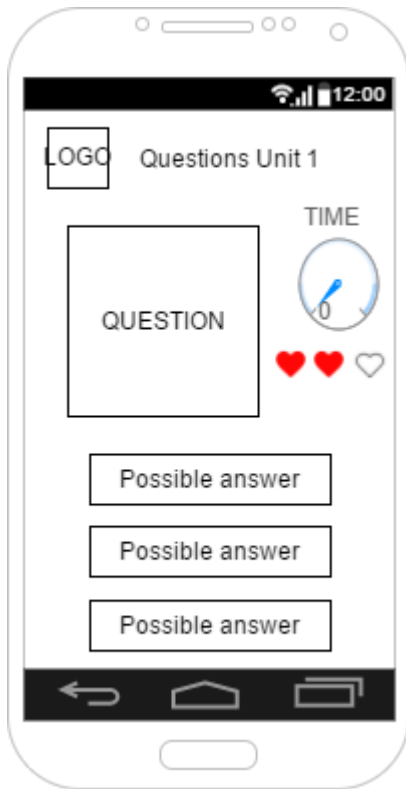 12:00
LOGO
Questions Unit 1
TIME
0
QUESTION
Possible answer
Possible answer
Possible answer